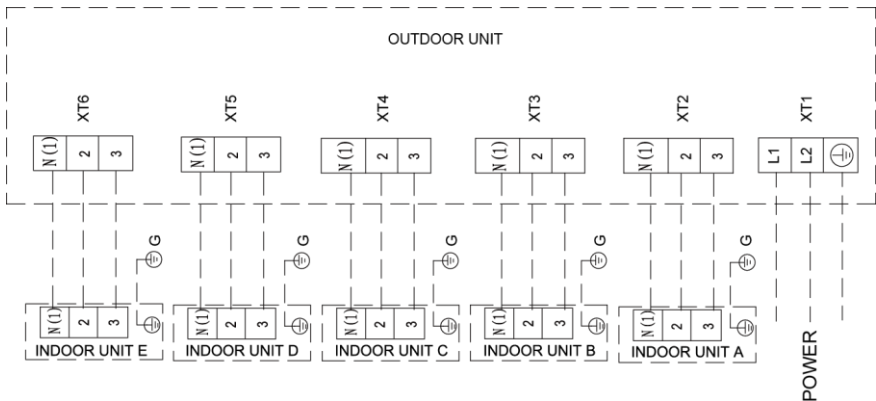 OUTDOOR UNIT
XT6 XT5 XT4 XT3 XT2 XT1
N(1) 2 3 N(1) 2 3 N(1) 2 3 N(1) 2 3 N(1) 2 3 L1 L2
G G G G G
N(1) 2 3 N(1) 2 3 N(1) 2 3 N(1) 2 3 N(1) 2 3
INDOOR UNIT E INDOOR UNIT D INDOOR UNIT C INDOOR UNIT B INDOOR UNIT A
POWER